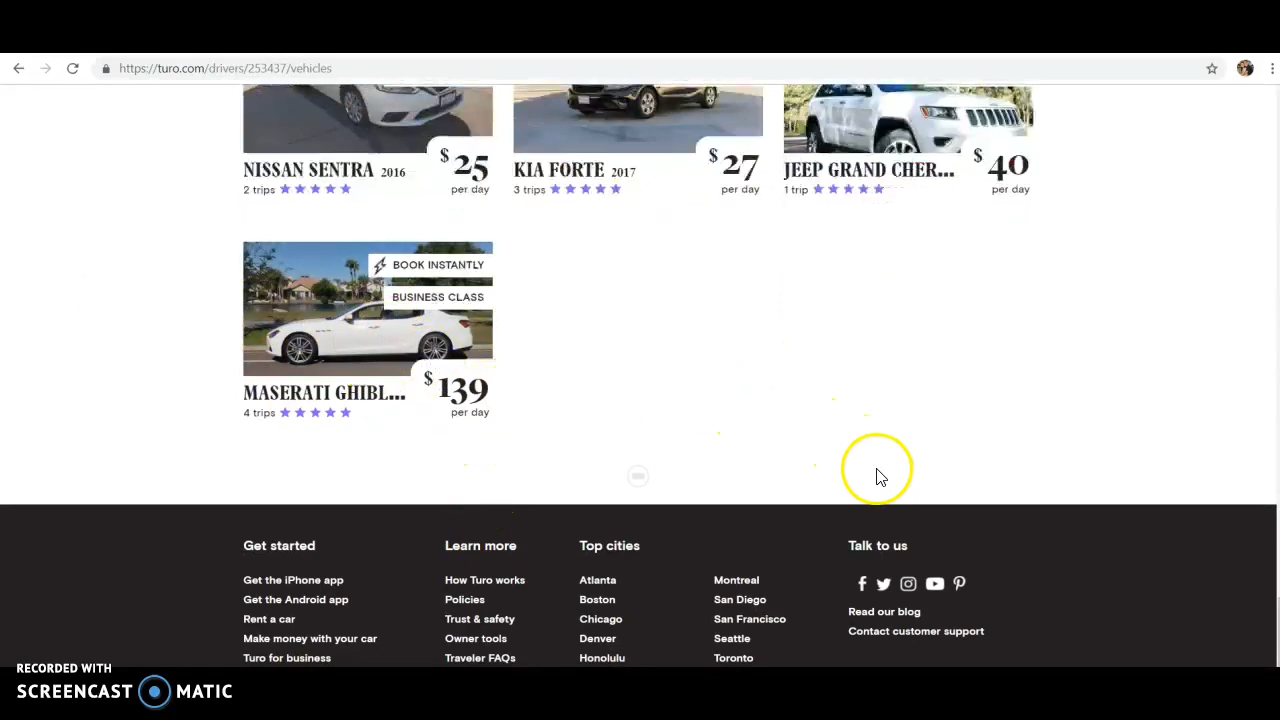 https://turo.com/drivers/253437/vehicles
NISSAN SENTRA 2016
$25
2 trips
per day
KIA FORTE 2017
$27
3 trips
per day
JEEP GRAND CHER...
$40
1 trip
per day
BOOK INSTANTLY
BUSINESS CLASS
MASERATI GHIBL...
$139
4 trips
per day
Get started
Get the iPhone app
Get the Android app
Rent a car
Make money with your car
Turo for business
Learn more
How Turo works
Policies
Trust & safety
Owner tools
Traveler FAQs
Top cities
Atlanta
Boston
Chicago
Denver
Honolulu
Montreal
San Diego
San Francisco
Seattle
Toronto
Talk to us
Read our blog
Contact customer support
RECORDED WITH
SCREENCAST MATIC